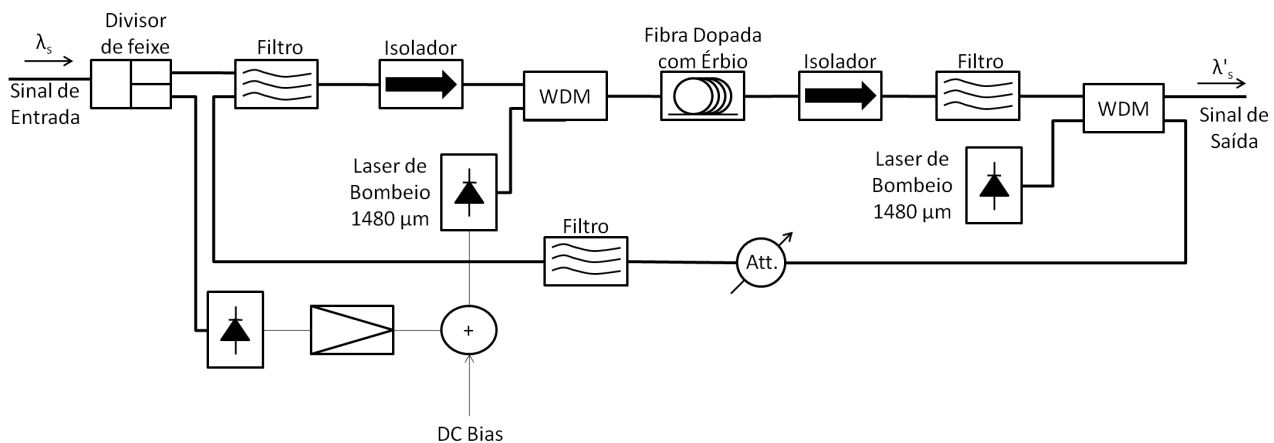 λs
Sinal de
Entrada
Divisor
de feixe
Filtro
Isolador
WDM
Fibra Dopada
com Érbio
Isolador
Filtro
WDM
λ's
Sinal de
Saída
Laser de
Bombeio
1480 μm
Laser de
Bombeio
1480 μm
Filtro
Att.
+
DC Bias